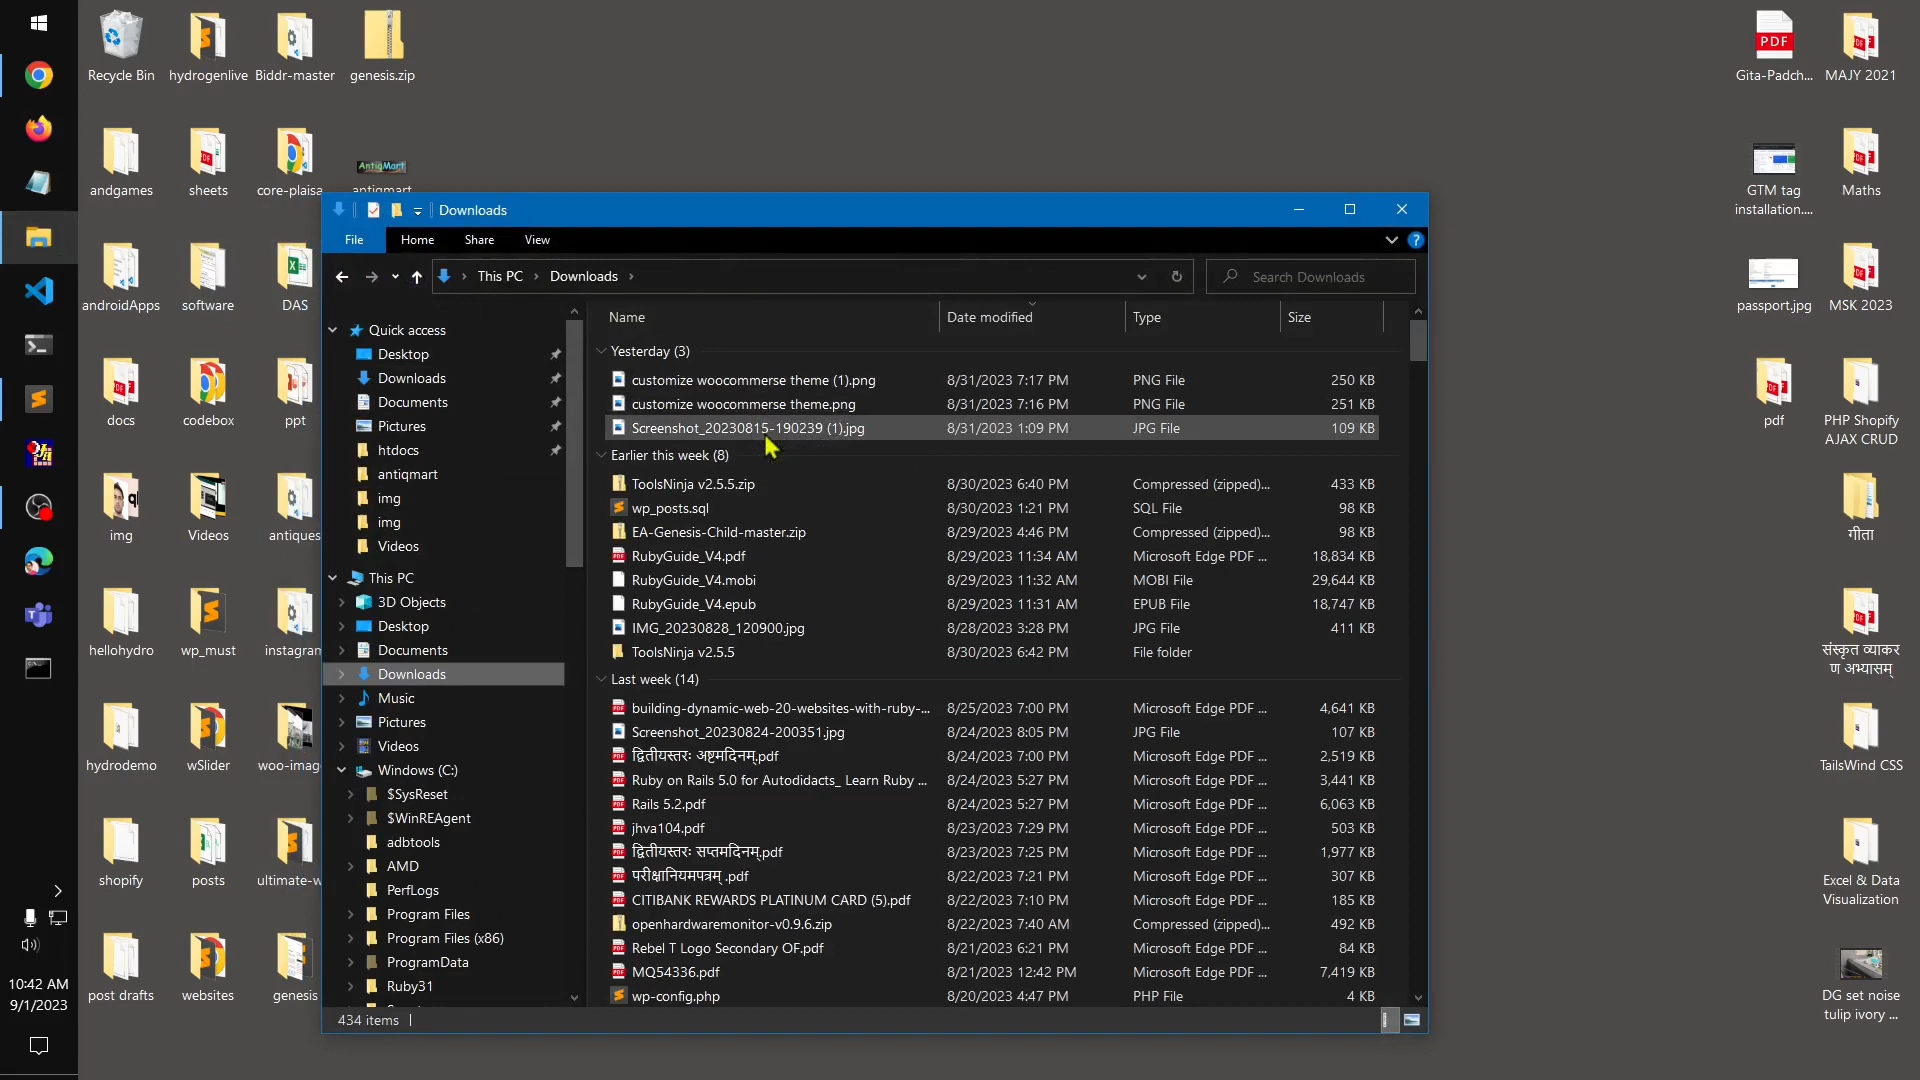 Recycle Bin
hydrogenlive
Biddr-master
genesis.zip
andgames
sheets
core-plaisa
AntiqMart
antiqmart
androidApps
software
DAS
docs
codebox
ppt
img
Videos
antiques
hellohydro
wp_must
instagram
hydrodemo
wSlider
woo-imag
shopify
posts
ultimate-w
post drafts
websites
genesis
10:42 AM
9/1/2023
Downloads
File
Home
Share
View
This PC
Downloads
Search Downloads
Quick access
Desktop
Downloads
Documents
Pictures
htdocs
antiqmart
img
img
Videos
This PC
3D Objects
Desktop
Documents
Downloads
Music
Pictures
Videos
Windows (C:)
$SysReset
$WinREAgent
adbtools
AMD
PerfLogs
Program Files
Program Files (x86)
ProgramData
Ruby31
Name Date modified Type Size
Yesterday (3)
customize woocommerse theme (1).png 8/31/2023 7:17 PM PNG File 250 KB
customize woocommerse theme.png 8/31/2023 7:16 PM PNG File 251 KB
Screenshot_20230815-190239 (1).jpg 8/31/2023 1:09 PM JPG File 109 KB
Earlier this week (8)
ToolsNinja v2.5.5.zip 8/30/2023 6:40 PM Compressed (zipped)... 433 KB
wp_posts.sql 8/30/2023 1:21 PM SQL File 98 KB
EA-Genesis-Child-master.zip 8/29/2023 4:46 PM Compressed (zipped)... 98 KB
RubyGuide_V4.pdf 8/29/2023 11:34 AM Microsoft Edge PDF ... 18,834 KB
RubyGuide_V4.mobi 8/29/2023 11:32 AM MOBI File 29,644 KB
RubyGuide_V4.epub 8/29/2023 11:31 AM EPUB File 18,747 KB
IMG_20230828_120900.jpg 8/28/2023 3:28 PM JPG File 411 KB
ToolsNinja v2.5.5 8/30/2023 6:42 PM File folder
Last week (14)
building-dynamic-web-20-websites-with-ruby-... 8/25/2023 7:00 PM Microsoft Edge PDF ... 4,641 KB
Screenshot_20230824-200351.jpg 8/24/2023 8:05 PM JPG File 107 KB
द्वितीयस्तरः अष्टमदिनम्.pdf 8/24/2023 7:00 PM Microsoft Edge PDF ... 2,519 KB
Ruby on Rails 5.0 for Autodidacts_ Learn Ruby ... 8/24/2023 5:27 PM Microsoft Edge PDF ... 3,441 KB
Rails 5.2.pdf 8/24/2023 5:27 PM Microsoft Edge PDF ... 6,063 KB
jhva104.pdf 8/23/2023 7:29 PM Microsoft Edge PDF ... 503 KB
द्वितीयस्तरः सप्तमदिनम्.pdf 8/23/2023 7:25 PM Microsoft Edge PDF ... 1,977 KB
परीक्षानियमपत्रम् .pdf 8/22/2023 7:21 PM Microsoft Edge PDF ... 307 KB
CITIBANK REWARDS PLATINUM CARD (5).pdf 8/22/2023 7:10 PM Microsoft Edge PDF ... 185 KB
openhardwaremonitor-v0.9.6.zip 8/22/2023 7:40 AM Compressed (zipped)... 492 KB
Rebel T Logo Secondary OF.pdf 8/21/2023 6:21 PM Microsoft Edge PDF ... 84 KB
MQ54336.pdf 8/21/2023 12:42 PM Microsoft Edge PDF ... 7,419 KB
wp-config.php 8/20/2023 4:47 PM PHP File 4 KB
434 items
PDF
Gita-Padch...
MAJY 2021
GTM tag
installation....
Maths
passport.jpg
MSK 2023
pdf
PHP Shopify
AJAX CRUD
गीता
संस्कृत व्याकर
ण अभ्यासम्
TailsWind CSS
Excel & Data
Visualization
DG set noise
tulip ivory ...